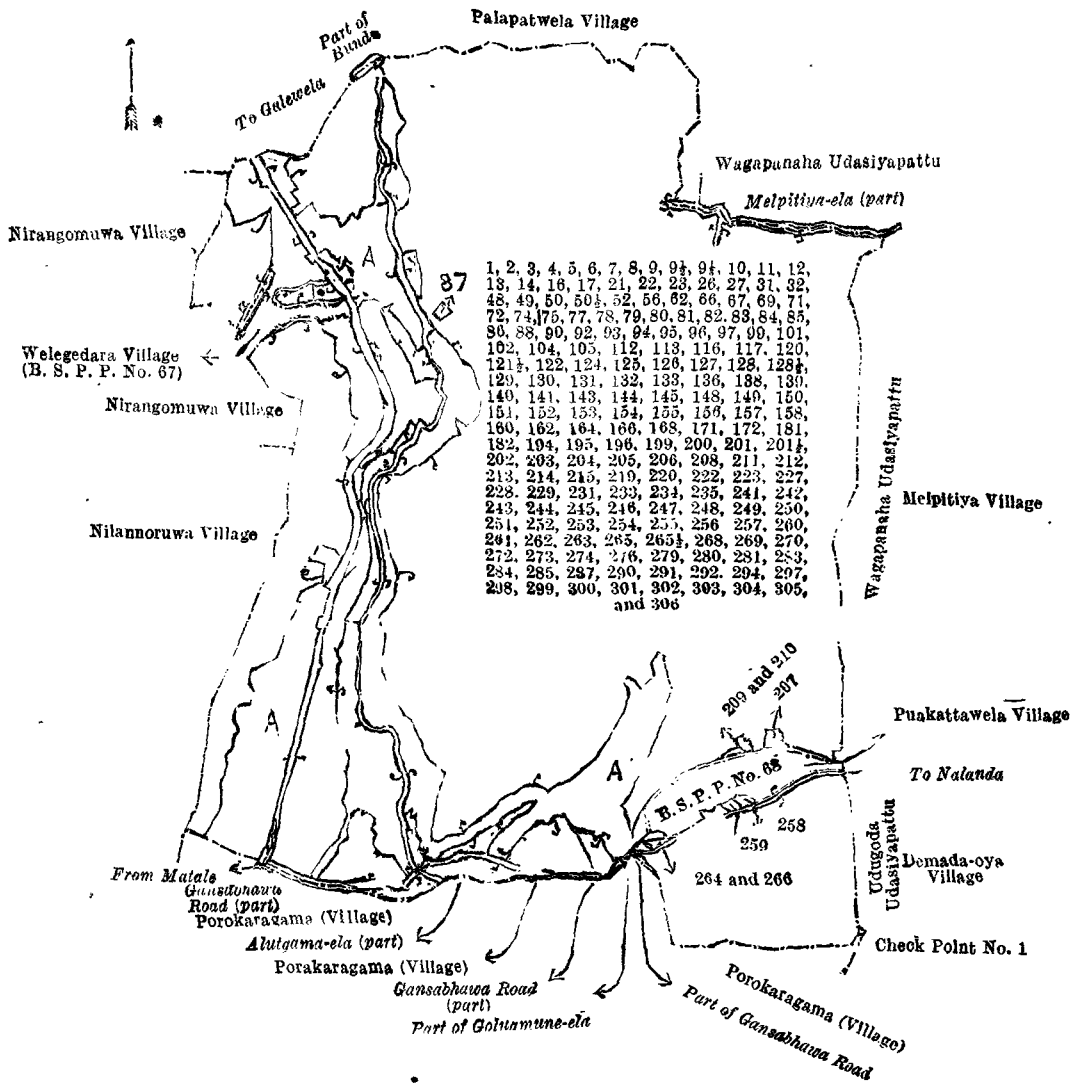 Palapatwela Village
Part of
Bunda
To Galewela
Wagapanaha Udasiyapattu
Melpitiya-ela (part)
Nirangomuwa Village
A
87
Welegedara Village
(B. S. P. P. No. 67)
Nirangomuwa Village
1, 2, 3, 4, 5, 6, 7, 8, 9, 9½, 9¼, 10, 11, 12,
13, 14, 16, 17, 21, 22, 23, 26, 27, 31, 32,
48, 49, 50, 50½, 52, 56, 62, 66, 67, 69, 71,
72, 74, 75, 77, 78, 79, 80, 81, 82, 83, 84, 85,
86, 88, 90, 92, 93, 94, 95, 96, 97, 99, 101,
102, 104, 105, 112, 113, 116, 117, 120,
121½, 122, 124, 125, 126, 127, 128, 128½,
129, 130, 131, 132, 133, 136, 138, 139,
140, 141, 143, 144, 145, 148, 149, 150,
151, 152, 153, 154, 155, 156, 157, 158,
160, 162, 164, 166, 168, 171, 172, 181,
182, 194, 195, 196, 199, 200, 201, 201½,
202, 203, 204, 205, 206, 208, 211, 212,
213, 214, 215, 219, 220, 222, 223, 227,
228, 229, 231, 233, 234, 235, 241, 242,
243, 244, 245, 246, 247, 248, 249, 250,
251, 252, 253, 254, 255, 256 257, 260,
261, 262, 263, 265, 265½, 268, 269, 270,
272, 273, 274, 276, 279, 280, 281, 283,
284, 285, 287, 290, 291, 292, 294, 297,
298, 299, 300, 301, 302, 303, 304, 305,
and 306
Wagapanaha Udasiyapattu
Melpitiya Village
Nilannoruwa Village
209 and 210
207
Puakattawela Village
A
A
B. S. P. P. No. 68
To Nalanda
258
259
264 and 266
Udugoda
Udasiyapattu
Demada-oya
Village
From Matale
Gansabhawa
Road (part)
Porokaragama (Village)
Alutgama-ela (part)
Porakaragama (Village)
Gansabhawa Road
(part)
Part of Goluamune-ela
Check Point No. 1
Porokaragama (Village)
Part of Gansabhawa Road